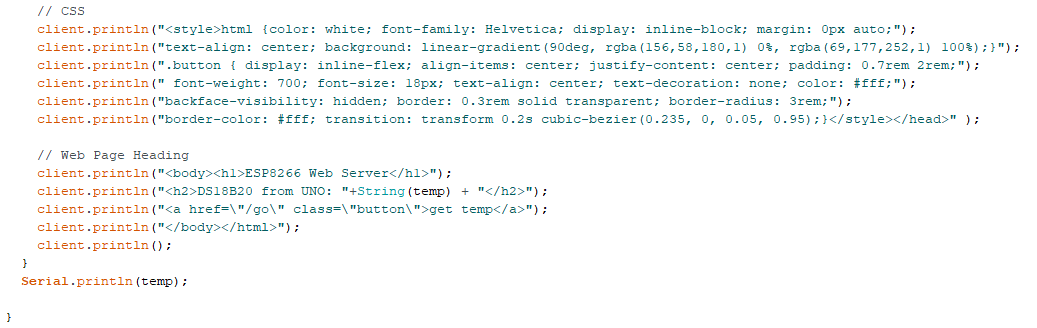 // CSS
client.println("<style>html {color: white; font-family: Helvetica; display: inline-block; margin: 0px auto;");
client.println("text-align: center; background: linear-gradient(90deg, rgba(156,58,180,1) 0%, rgba(69,177,252,1) 100%);}");
client.println(".button { display: inline-flex; align-items: center; justify-content: center; padding: 0.7rem 2rem;");
client.println(" font-weight: 700; font-size: 18px; text-align: center; text-decoration: none; color: #fff;");
client.println("backface-visibility: hidden; border: 0.3rem solid transparent; border-radius: 3rem;");
client.println("border-color: #fff; transition: transform 0.2s cubic-bezier(0.235, 0, 0.05, 0.95);}</style></head>" );
// Web Page Heading
client.println("<body><h1>ESP8266 Web Server</h1>");
client.println("<h2>DS18B20 from UNO: "+String(temp) + "</h2>");
client.println("<a href=\"/go\" class=\"button\">get temp</a>");
client.println("</body></html>");
client.println();
}
Serial.println(temp);
}